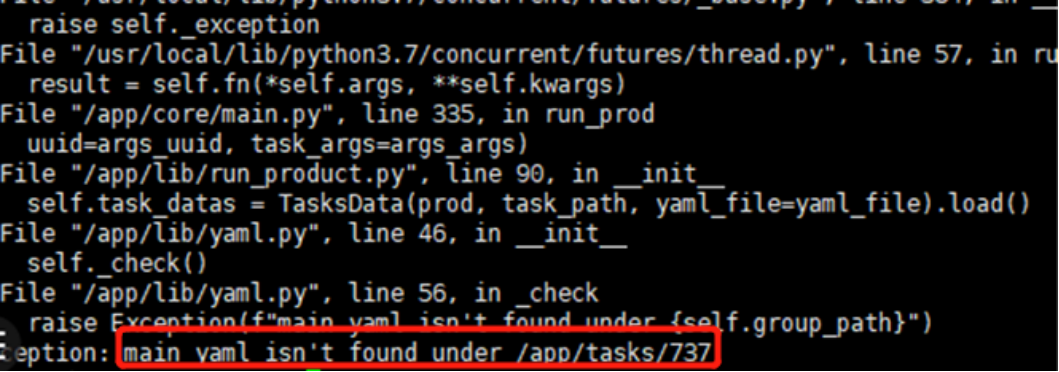 raise self._exception
File "/usr/local/lib/python3.7/concurrent/futures/thread.py", line 57, in ru
result = self.fn(*self.args, **self.kwargs)
File "/app/core/main.py", line 335, in run_prod
uuid=args_uuid, task_args=args_args)
File "/app/lib/run_product.py", line 90, in __init__
self.task_datas = TasksData(prod, task_path, yaml_file=yaml_file).load()
File "/app/lib/yaml.py", line 46, in __init__
self._check()
File "/app/lib/yaml.py", line 56, in _check
raise Exception(f"main yaml isn't found under {self.group_path}")
ception: main yaml isn't found under /app/tasks/737